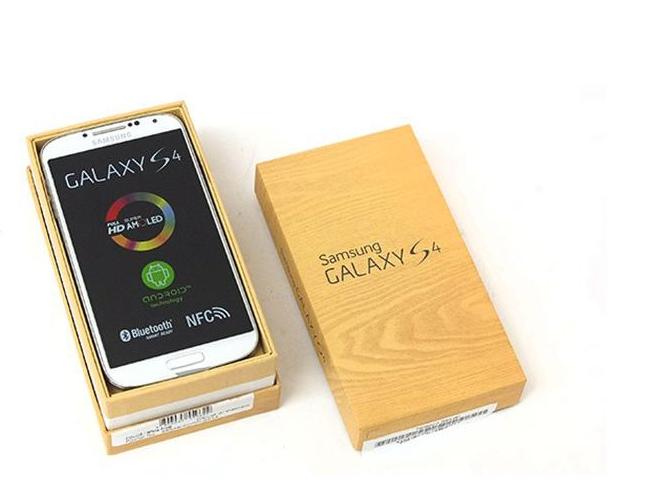 SAMSUNG
GALAXY S4
FULL SUPER
HD AMOLED
ANDROID™
technology
Bluetooth®
SMART READY
NFC
Samsung
GALAXY S4